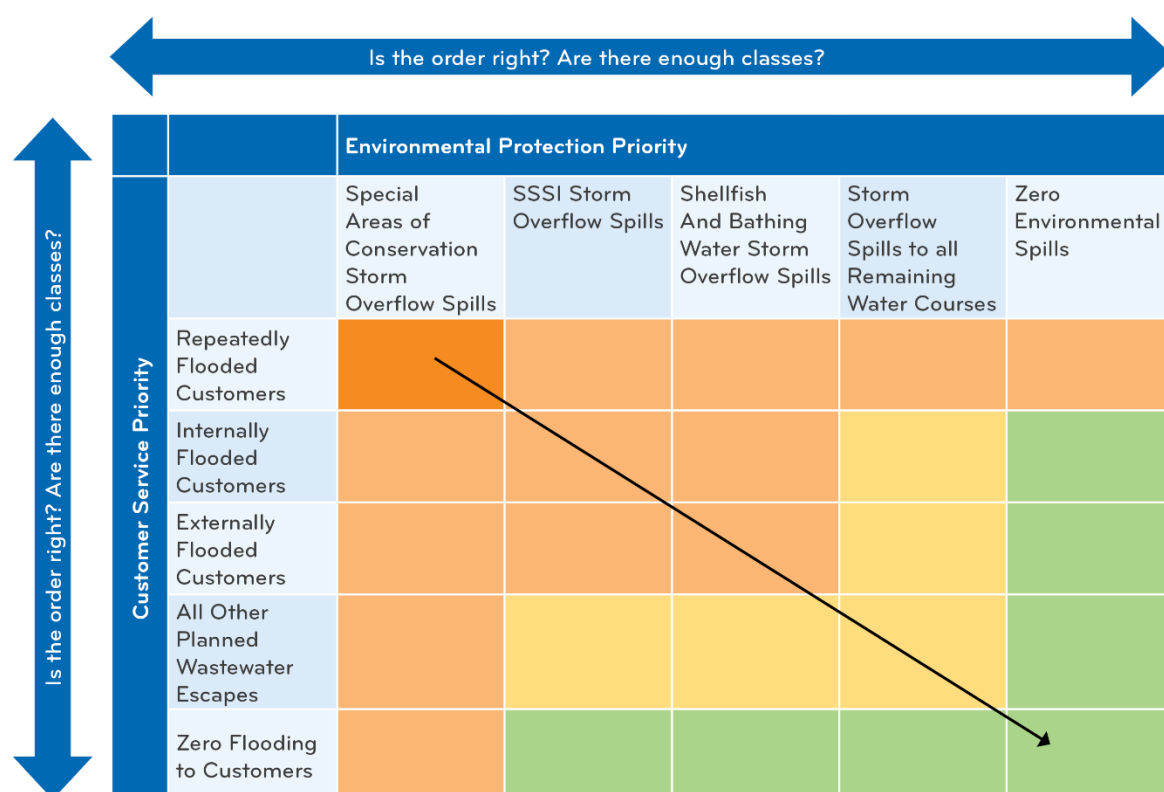 Is the order right? Are there enough classes?
Is the order right? Are there enough classes?
Environmental Protection Priority
Customer Service Priority
Special
Areas of
Conservation
Storm
Overflow Spills
SSSI Storm
Overflow Spills
Shellfish
And Bathing
Water Storm
Overflow Spills
Storm
Overflow
Spills to all
Remaining
Water Courses
Zero
Environmental
Spills
Repeatedly
Flooded
Customers
Internally
Flooded
Customers
Externally
Flooded
Customers
All Other
Planned
Wastewater
Escapes
Zero Flooding
to Customers